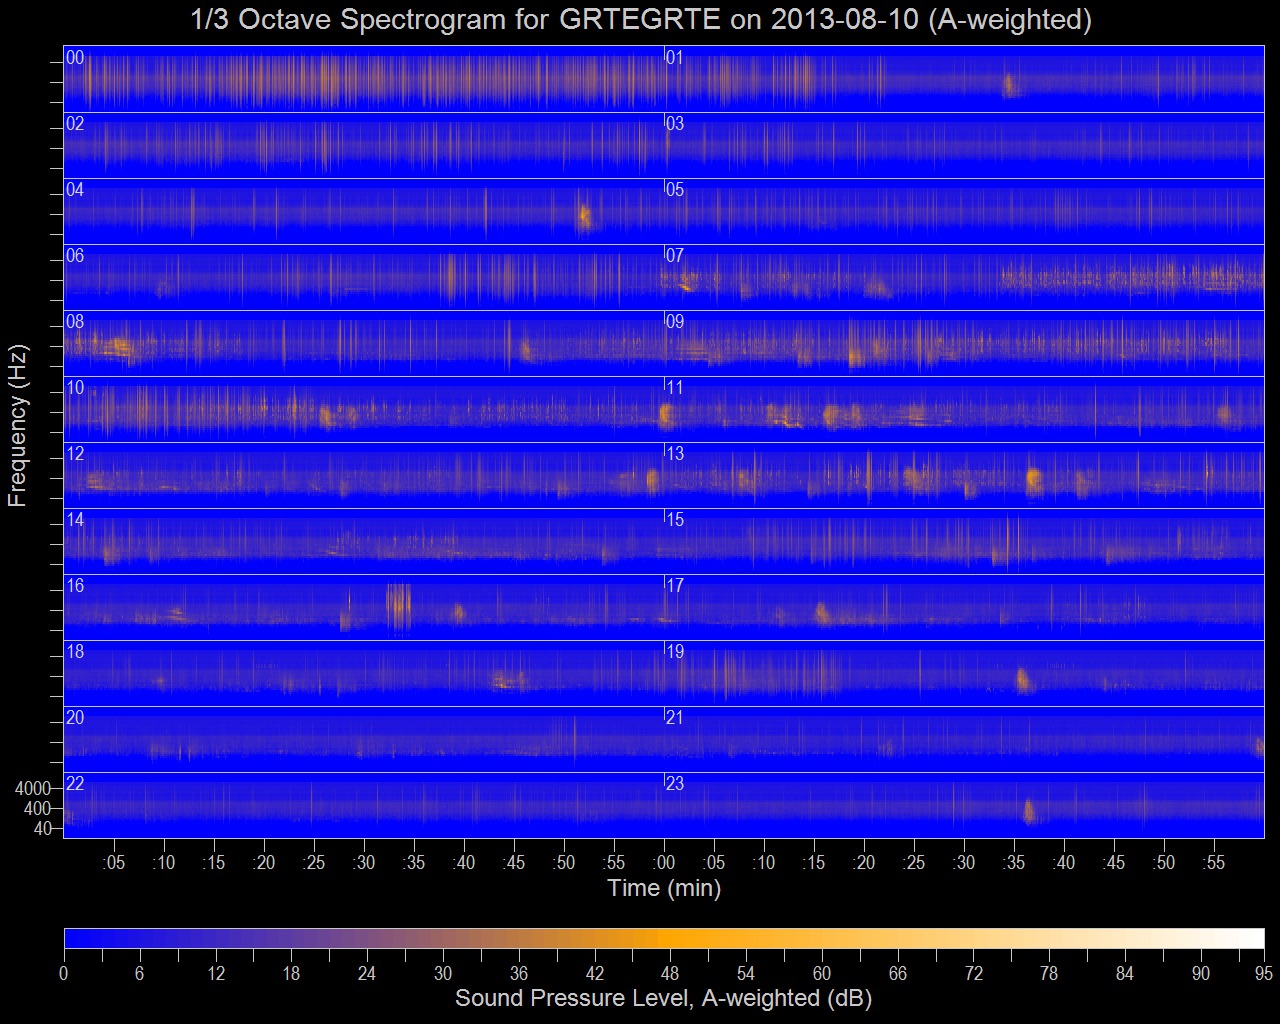 1/3 Octave Spectrogram for GRTEGRTE on 2013-08-10 (A-weighted)
00 01
02 03
04 05
06 07
08 09
10 11
12 13
14 15
16 17
18 19
20 21
22 23
Frequency (Hz)
4000
400
40
:05 :10 :15 :20 :25 :30 :35 :40 :45 :50 :55 :00 :05 :10 :15 :20 :25 :30 :35 :40 :45 :50 :55
Time (min)
0 6 12 18 24 30 36 42 48 54 60 66 72 78 84 90 95
Sound Pressure Level, A-weighted (dB)